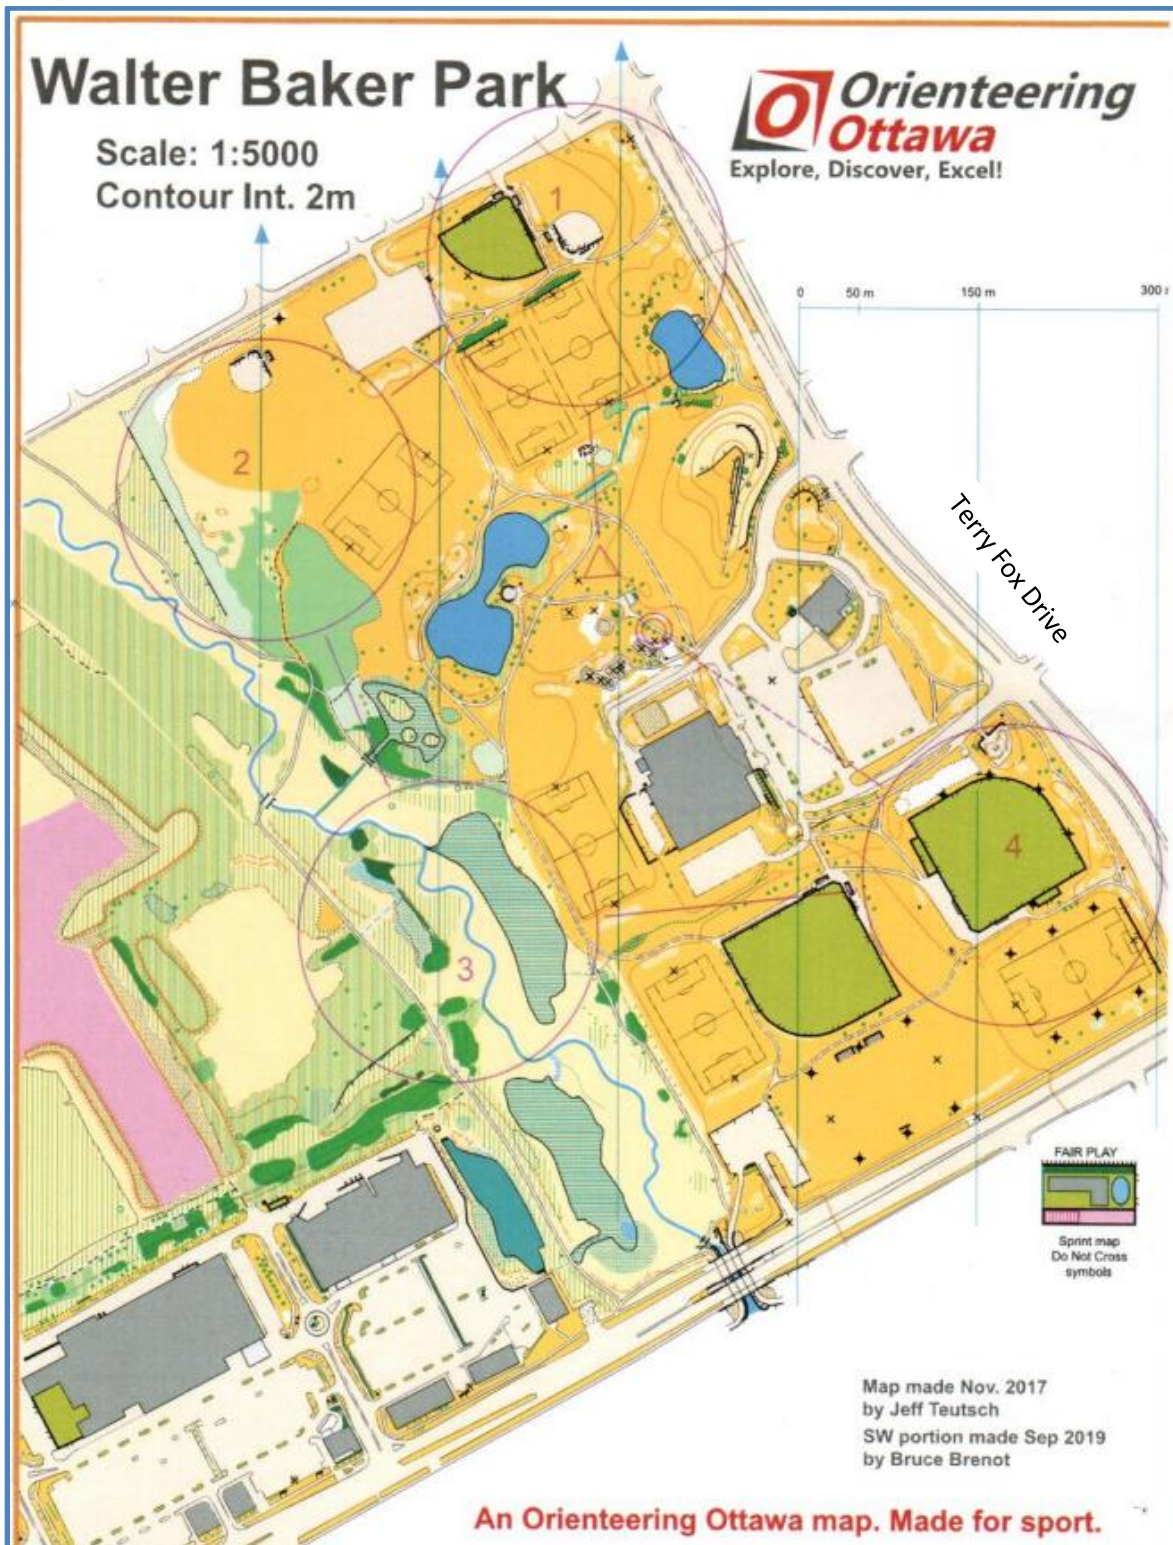 Walter Baker Park
Scale: 1:5000
Contour Int. 2m
Orienteering
Ottawa
Explore, Discover, Excel!
1
0 50 m 150 m 300
2
Terry Fox Drive
4
3
FAIR PLAY
Sprint map
Do Not Cross
symbols
Map made Nov. 2017
by Jeff Teutsch
SW portion made Sep 2019
by Bruce Brenot
An Orienteering Ottawa map. Made for sport.